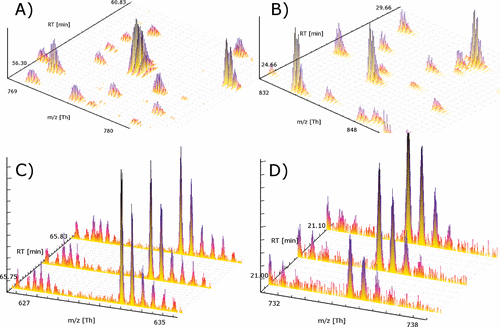 A)
60.83
RT [min]
56.30
769
m/z [Th]
780
B)
29.66
RT [min]
24.66
832
m/z [Th]
848
C)
65.83
RT [min]
65.75
627
m/z [Th]
635
D)
21.10
RT [min]
21.00
732
m/z [Th]
738